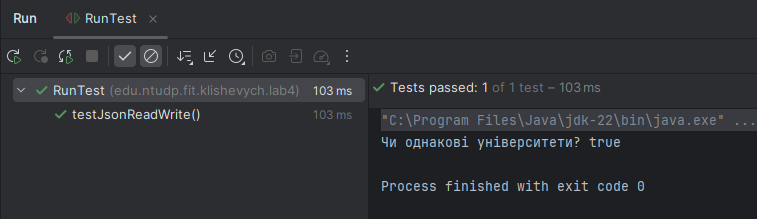 Run RunTest
RunTest (edu.ntudp.fit.klishevych.lab4) 103 ms
testJsonReadWrite() 103 ms
Tests passed: 1 of 1 test – 103 ms
"C:\Program Files\Java\jdk-22\bin\java.exe" ...
Чи однакові університети? true
Process finished with exit code 0